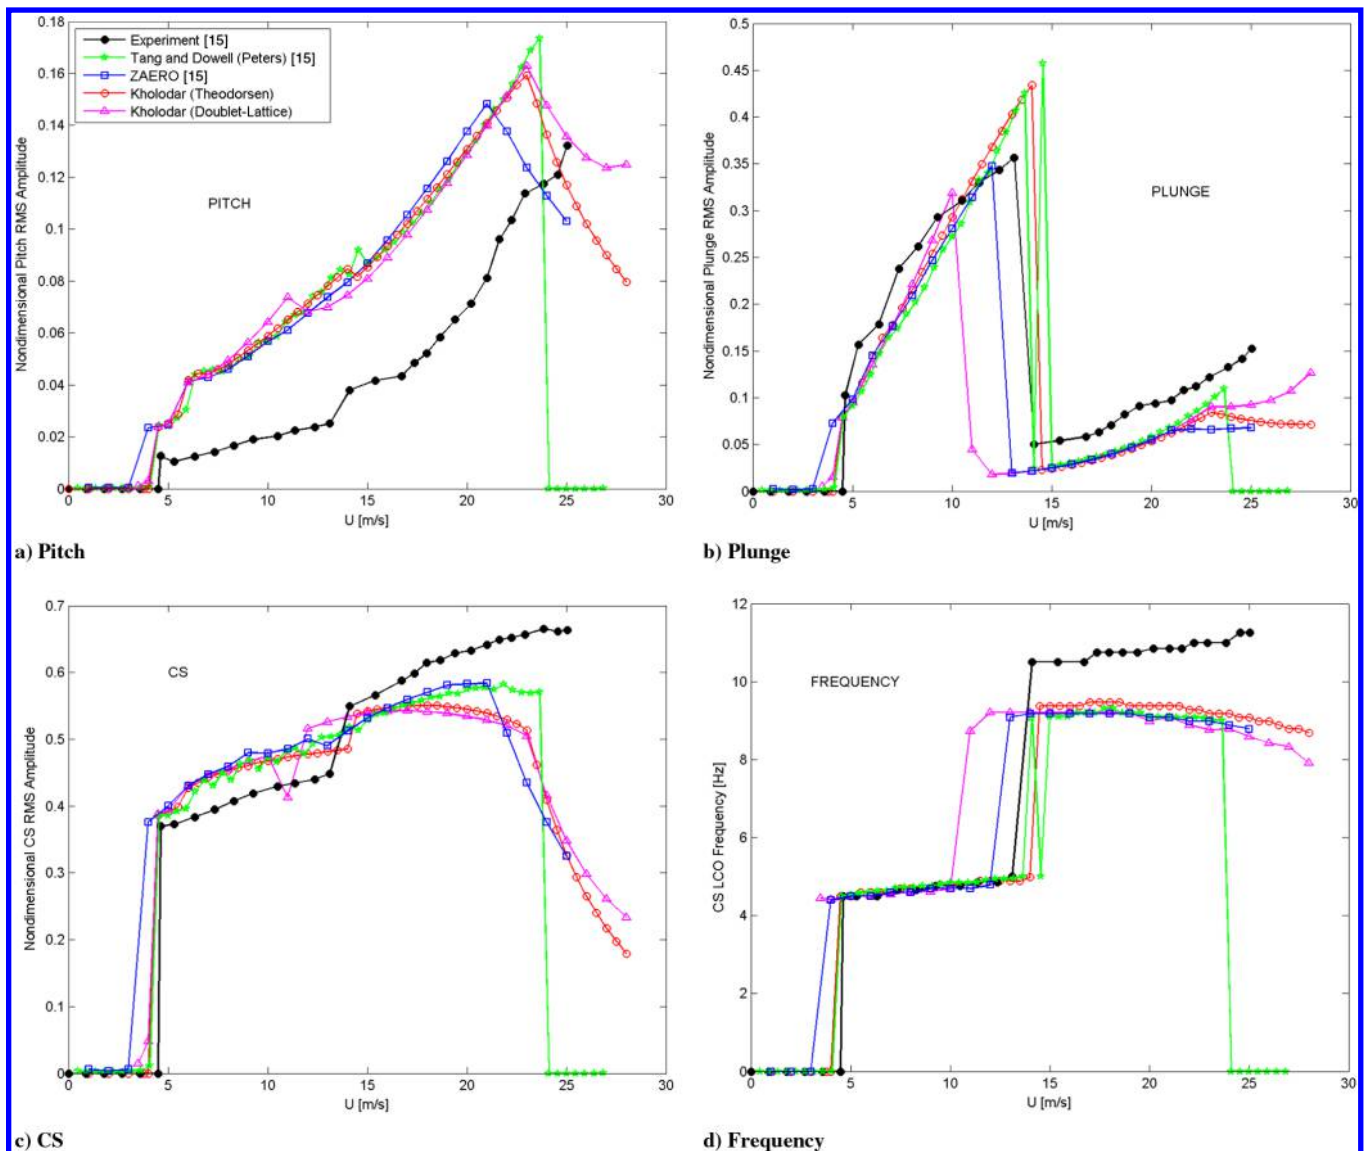 0.18
0.16
0.14
0.12
0.1
0.08
0.06
0.04
0.02
0
Nondimensional Pitch RMS Amplitude
Experiment [15]
Tang and Dowell (Peters) [15]
ZAERO [15]
Kholodar (Theodorsen)
Kholodar (Doublet-Lattice)
PITCH
0 5 10 15 20 25 30
U [m/s]
a) Pitch
0.5
0.45
0.4
0.35
0.3
0.25
0.2
0.15
0.1
0.05
0
Nondimensional Plunge RMS Amplitude
PLUNGE
0 5 10 15 20 25 30
U [m/s]
b) Plunge
0.7
0.6
0.5
0.4
0.3
0.2
0.1
0
Nondimensional CS RMS Amplitude
CS
0 5 10 15 20 25 30
U [m/s]
c) CS
12
10
8
6
4
2
0
CS LCO Frequency [Hz]
FREQUENCY
0 5 10 15 20 25 30
U [m/s]
d) Frequency